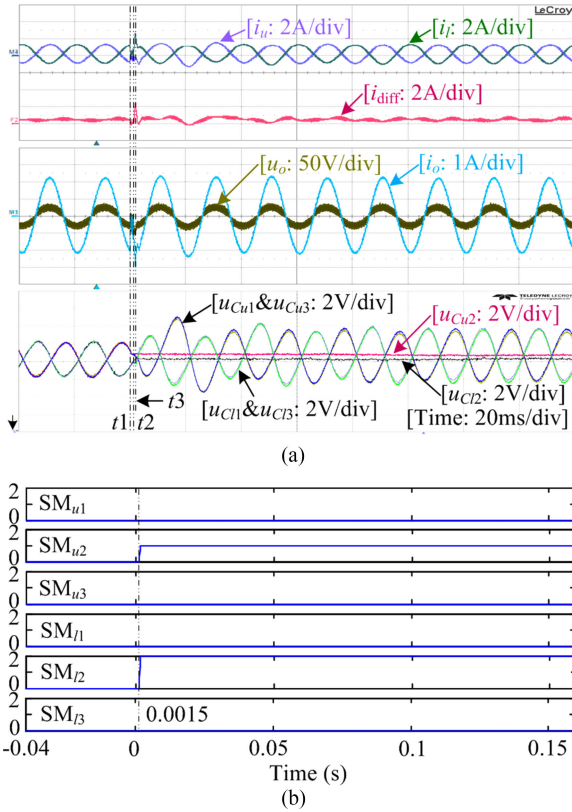 LeCroy
[iu: 2A/div] [il: 2A/div]
M4
[idiff: 2A/div]
F2
[uo: 50V/div] [io: 1A/div]
M3
TELEDYNE LECROY
[uCu1&uCu3: 2V/div] [uCu2: 2V/div]
t3 [uCl2: 2V/div]
t1 t2 [uCl1&uCl3: 2V/div] [Time: 20ms/div]
(a)
2
0 SMu1
2
0 SMu2
2
0 SMu3
2
0 SMl1
2
0 SMl2
2
0 SMl3 0.0015
-0.04 0 0.05 0.1 0.15
Time (s)
(b)